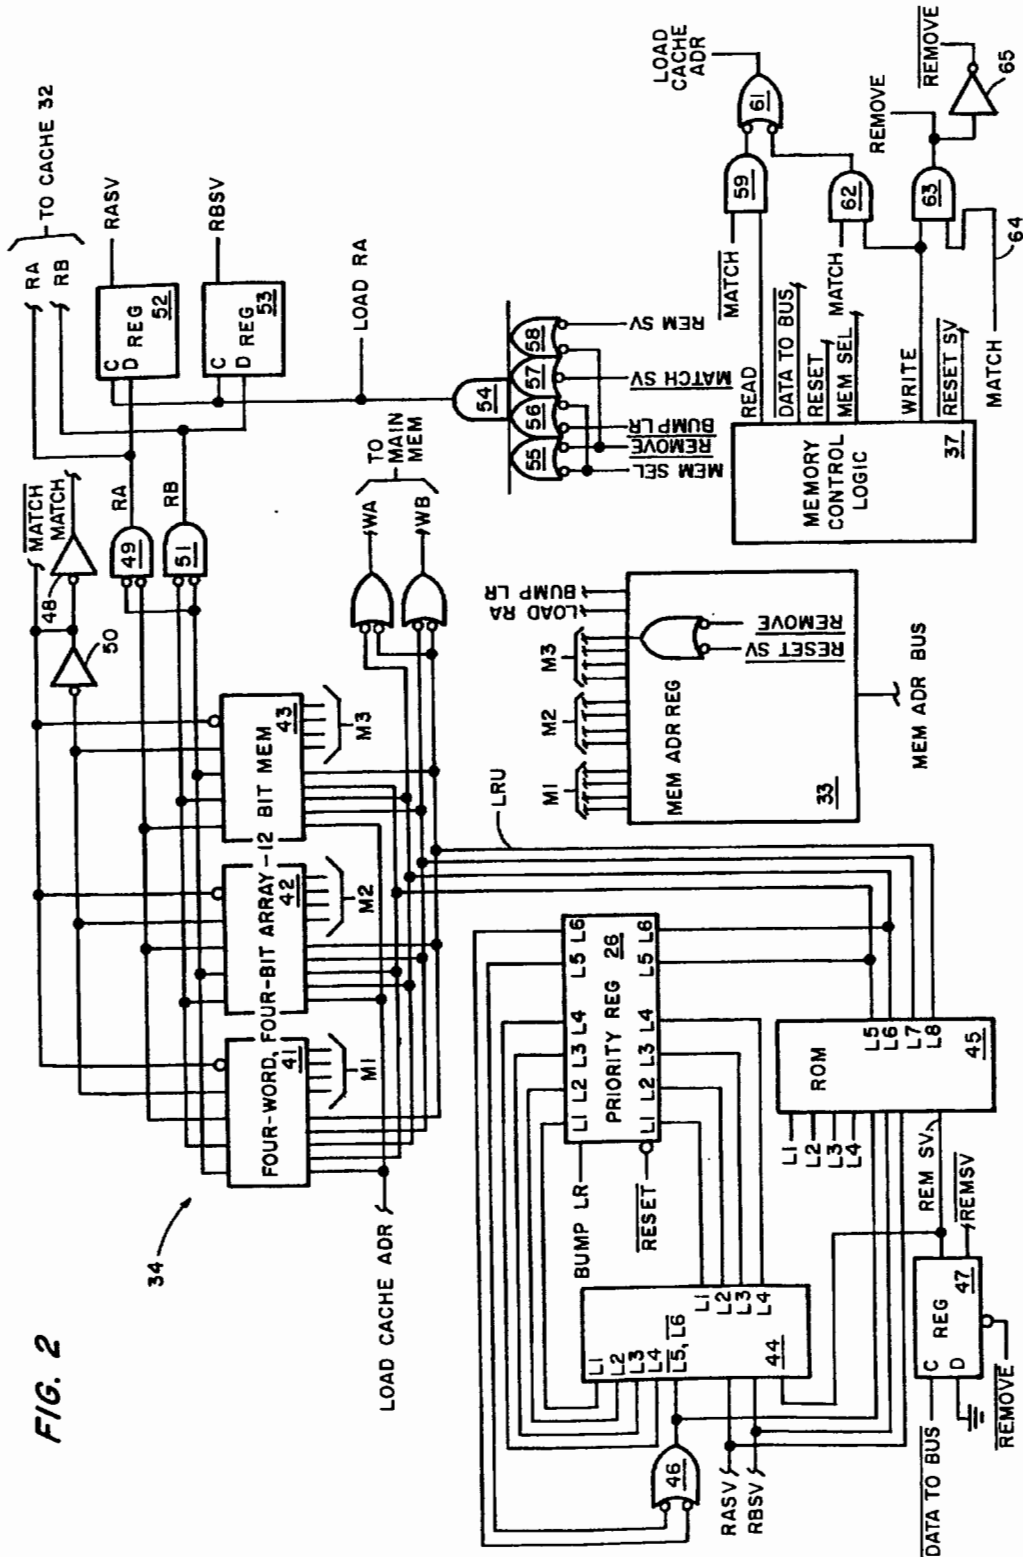 FIG. 2
34
FOUR-WORD, FOUR-BIT ARRAY - 12 BIT MEM
41
42
43
M1
M2
M3
LOAD CACHE ADR
50
48
MATCH
MATCH
49
51
RA
RB
RA
RB
TO CACHE 32
C
D
REG
52
RASV
C
D
REG
53
RBSV
LOAD RA
WA
WB
TO MAIN MEM
54
55
56
57
58
MEM SEL
REMOVE
BUMP LR
MATCH SV
REM SV
LRU
L1 L2 L3 L4 L5 L6
PRIORITY REG 26
L1 L2 L3 L4 L5 L6
BUMP LR
RESET
L1
L2
L3
L4
L5, L6
L1
L2
L3
L4
44
46
RASV
RBSV
ROM
45
L1
L2
L3
L4
L5
L6
L7
L8
REM SV
REMSV
C
D
REG
47
DATA TO BUS
REMOVE
M1
M2
M3
LOAD RA
BUMP LR
MEM ADR REG
33
RESET SV
REMOVE
MEM ADR BUS
MEMORY CONTROL LOGIC
37
READ
DATA TO BUS
RESET
MEM SEL
WRITE
RESET SV
MATCH
MATCH
MATCH
59
61
62
63
64
65
LOAD CACHE ADR
REMOVE
REMOVE